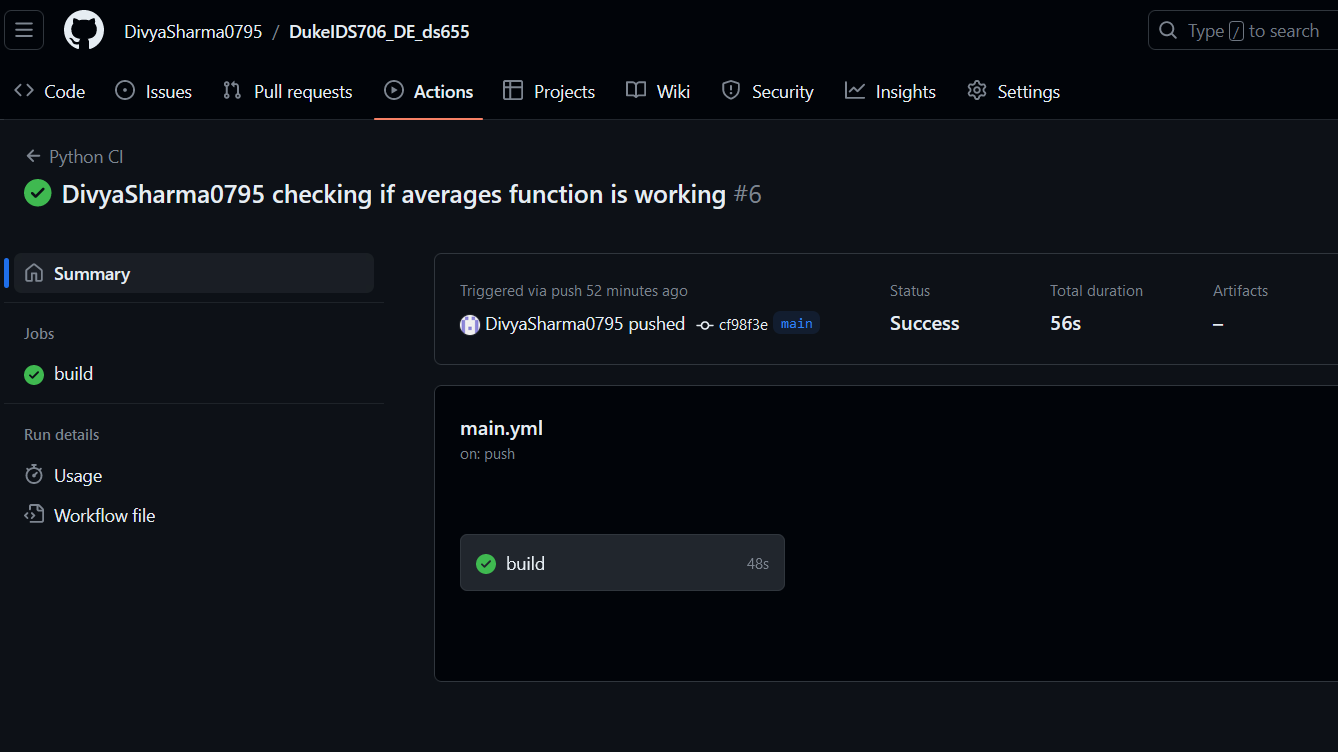 DivyaSharma0795 / DukeIDS706_DE_ds655
Type / to search
Code Issues Pull requests Actions Projects Wiki Security Insights Settings
Python CI
DivyaSharma0795 checking if averages function is working #6
Summary
Jobs
build
Run details
Usage
Workflow file
Triggered via push 52 minutes ago
DivyaSharma0795 pushed cf98f3e main
Status
Success
Total duration
56s
Artifacts
–
main.yml
on: push
build 48s